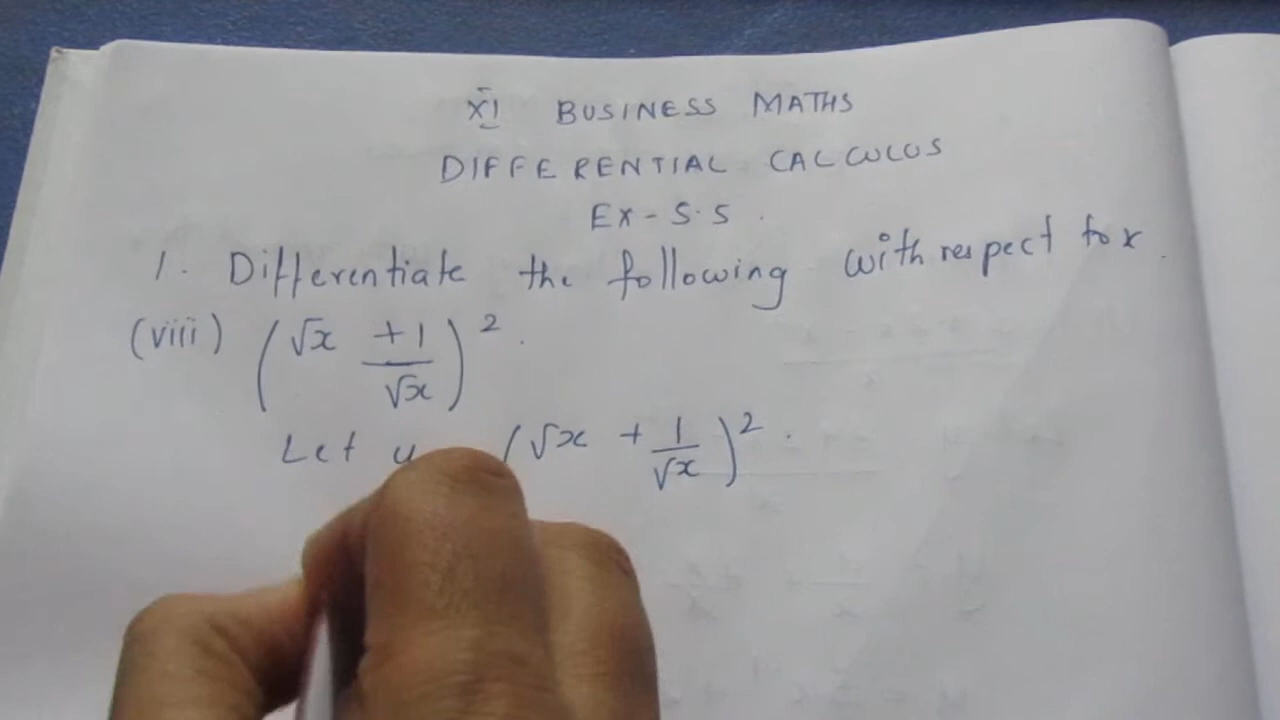 XI BUSINESS MATHS
DIFFERENTIAL CALCULUS
Ex - 5.5.
1. Differentiate the following with respect to x.
(viii) (√x +1/√x)².
Let y (√x + 1/√x)².